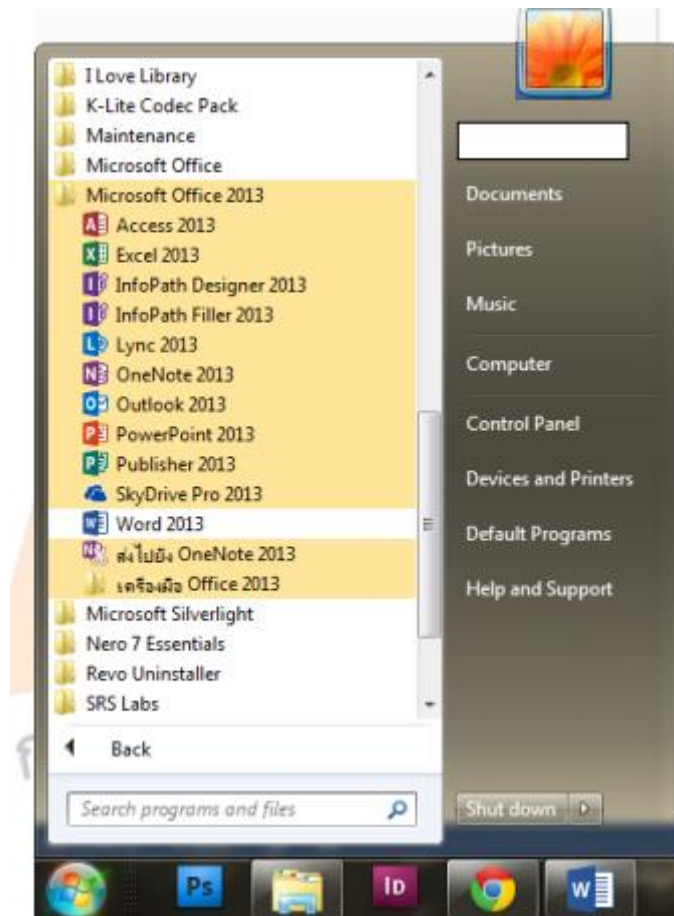 I Love Library
K-Lite Codec Pack
Maintenance
Microsoft Office
Microsoft Office 2013
Access 2013
Excel 2013
InfoPath Designer 2013
InfoPath Filler 2013
Lync 2013
OneNote 2013
Outlook 2013
PowerPoint 2013
Publisher 2013
SkyDrive Pro 2013
Word 2013
ส่งไปยัง OneNote 2013
เครื่องมือ Office 2013
Microsoft Silverlight
Nero 7 Essentials
Revo Uninstaller
SRS Labs
Back
Search programs and files
Documents
Pictures
Music
Computer
Control Panel
Devices and Printers
Default Programs
Help and Support
Shut down
Ps
ID
W